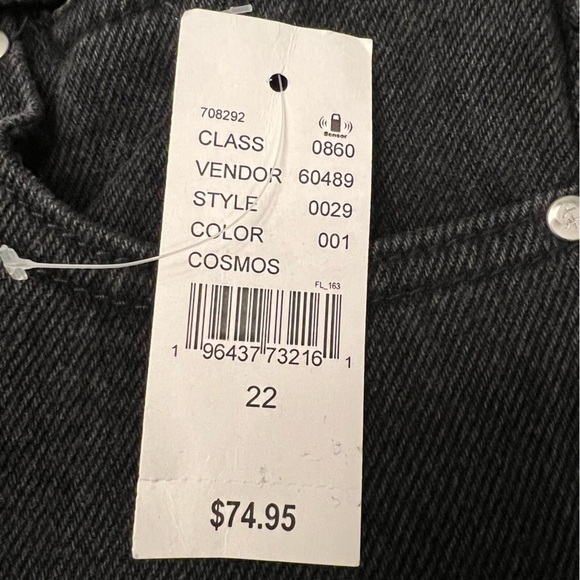 708292
Sensor
CLASS 0860
VENDOR 60489
STYLE 0029
COLOR 001
COSMOS
FL_163
1 96437 73216 1
22
$74.95